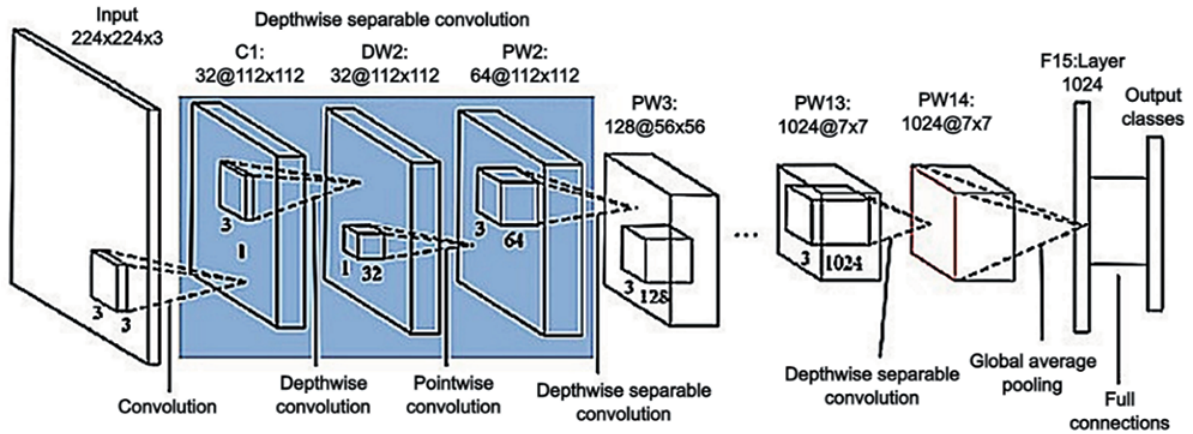 Input
224x224x3
Depthwise separable convolution
C1:
32@112x112
DW2:
32@112x112
PW2:
64@112x112
PW3:
128@56x56
PW13:
1024@7x7
PW14:
1024@7x7
F15:Layer
1024
Output
classes
3
3
3
1
1
32
3
64
3
128
...
3
1024
Convolution
Depthwise
convolution
Pointwise
convolution
Depthwise separable
convolution
Depthwise separable
convolution
Global average
pooling
Full
connections